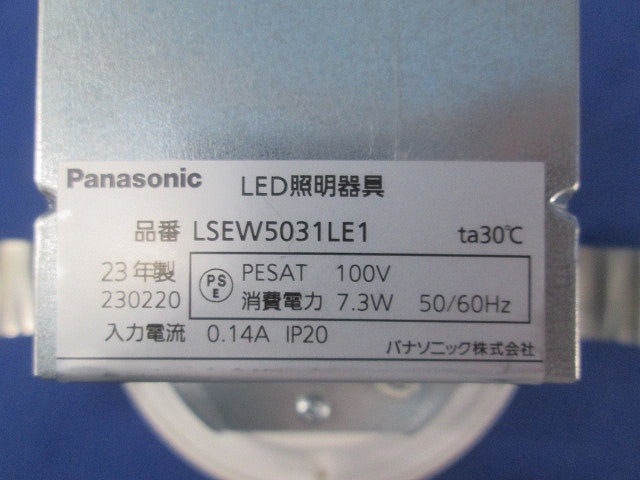 Panasonic LED照明器具
品番 LSEW5031LE1 ta30℃
23年製 PSE PESAT 100V
230220 消費電力 7.3W 50/60Hz
入力電流 0.14A IP20
パナソニック株式会社